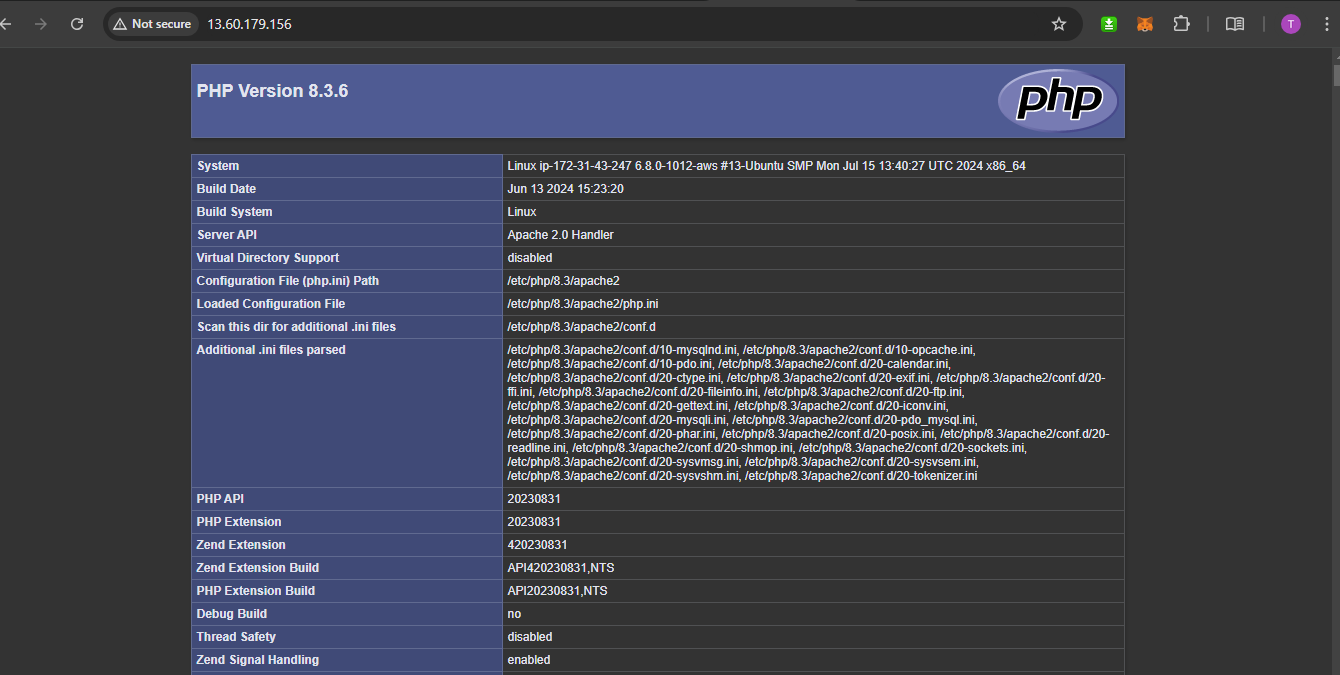 Not secure 13.60.179.156 T
PHP Version 8.3.6 php
System Linux ip-172-31-43-247 6.8.0-1012-aws #13-Ubuntu SMP Mon Jul 15 13:40:27 UTC 2024 x86_64
Build Date Jun 13 2024 15:23:20
Build System Linux
Server API Apache 2.0 Handler
Virtual Directory Support disabled
Configuration File (php.ini) Path /etc/php/8.3/apache2
Loaded Configuration File /etc/php/8.3/apache2/php.ini
Scan this dir for additional .ini files /etc/php/8.3/apache2/conf.d
Additional .ini files parsed /etc/php/8.3/apache2/conf.d/10-mysqlnd.ini, /etc/php/8.3/apache2/conf.d/10-opcache.ini,
/etc/php/8.3/apache2/conf.d/10-pdo.ini, /etc/php/8.3/apache2/conf.d/20-calendar.ini,
/etc/php/8.3/apache2/conf.d/20-ctype.ini, /etc/php/8.3/apache2/conf.d/20-exif.ini, /etc/php/8.3/apache2/conf.d/20-
ffi.ini, /etc/php/8.3/apache2/conf.d/20-fileinfo.ini, /etc/php/8.3/apache2/conf.d/20-ftp.ini,
/etc/php/8.3/apache2/conf.d/20-gettext.ini, /etc/php/8.3/apache2/conf.d/20-iconv.ini,
/etc/php/8.3/apache2/conf.d/20-mysqli.ini, /etc/php/8.3/apache2/conf.d/20-pdo_mysql.ini,
/etc/php/8.3/apache2/conf.d/20-phar.ini, /etc/php/8.3/apache2/conf.d/20-posix.ini, /etc/php/8.3/apache2/conf.d/20-
readline.ini, /etc/php/8.3/apache2/conf.d/20-shmop.ini, /etc/php/8.3/apache2/conf.d/20-sockets.ini,
/etc/php/8.3/apache2/conf.d/20-sysvmsg.ini, /etc/php/8.3/apache2/conf.d/20-sysvsem.ini,
/etc/php/8.3/apache2/conf.d/20-sysvshm.ini, /etc/php/8.3/apache2/conf.d/20-tokenizer.ini
PHP API 20230831
PHP Extension 20230831
Zend Extension 420230831
Zend Extension Build API420230831,NTS
PHP Extension Build API20230831,NTS
Debug Build no
Thread Safety disabled
Zend Signal Handling enabled